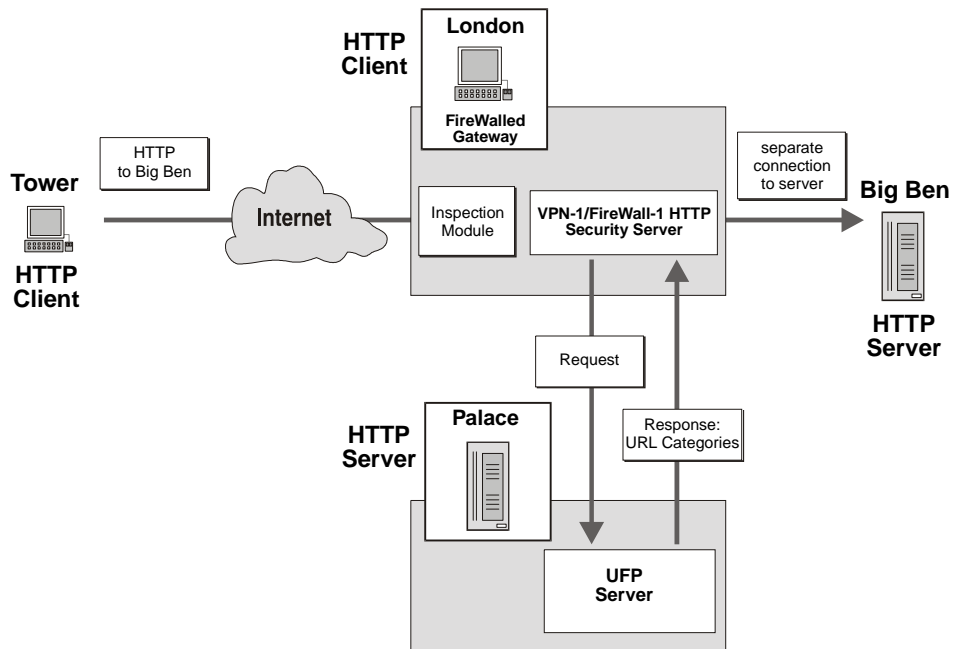 London
HTTP
Client
FireWalled
Gateway
HTTP
to Big Ben
separate
connection
to server
Tower
Big Ben
Internet
Inspection
Module
VPN-1/FireWall-1 HTTP
Security Server
HTTP
Client
HTTP
Server
Request
Palace
Response:
URL Categories
HTTP
Server
UFP
Server